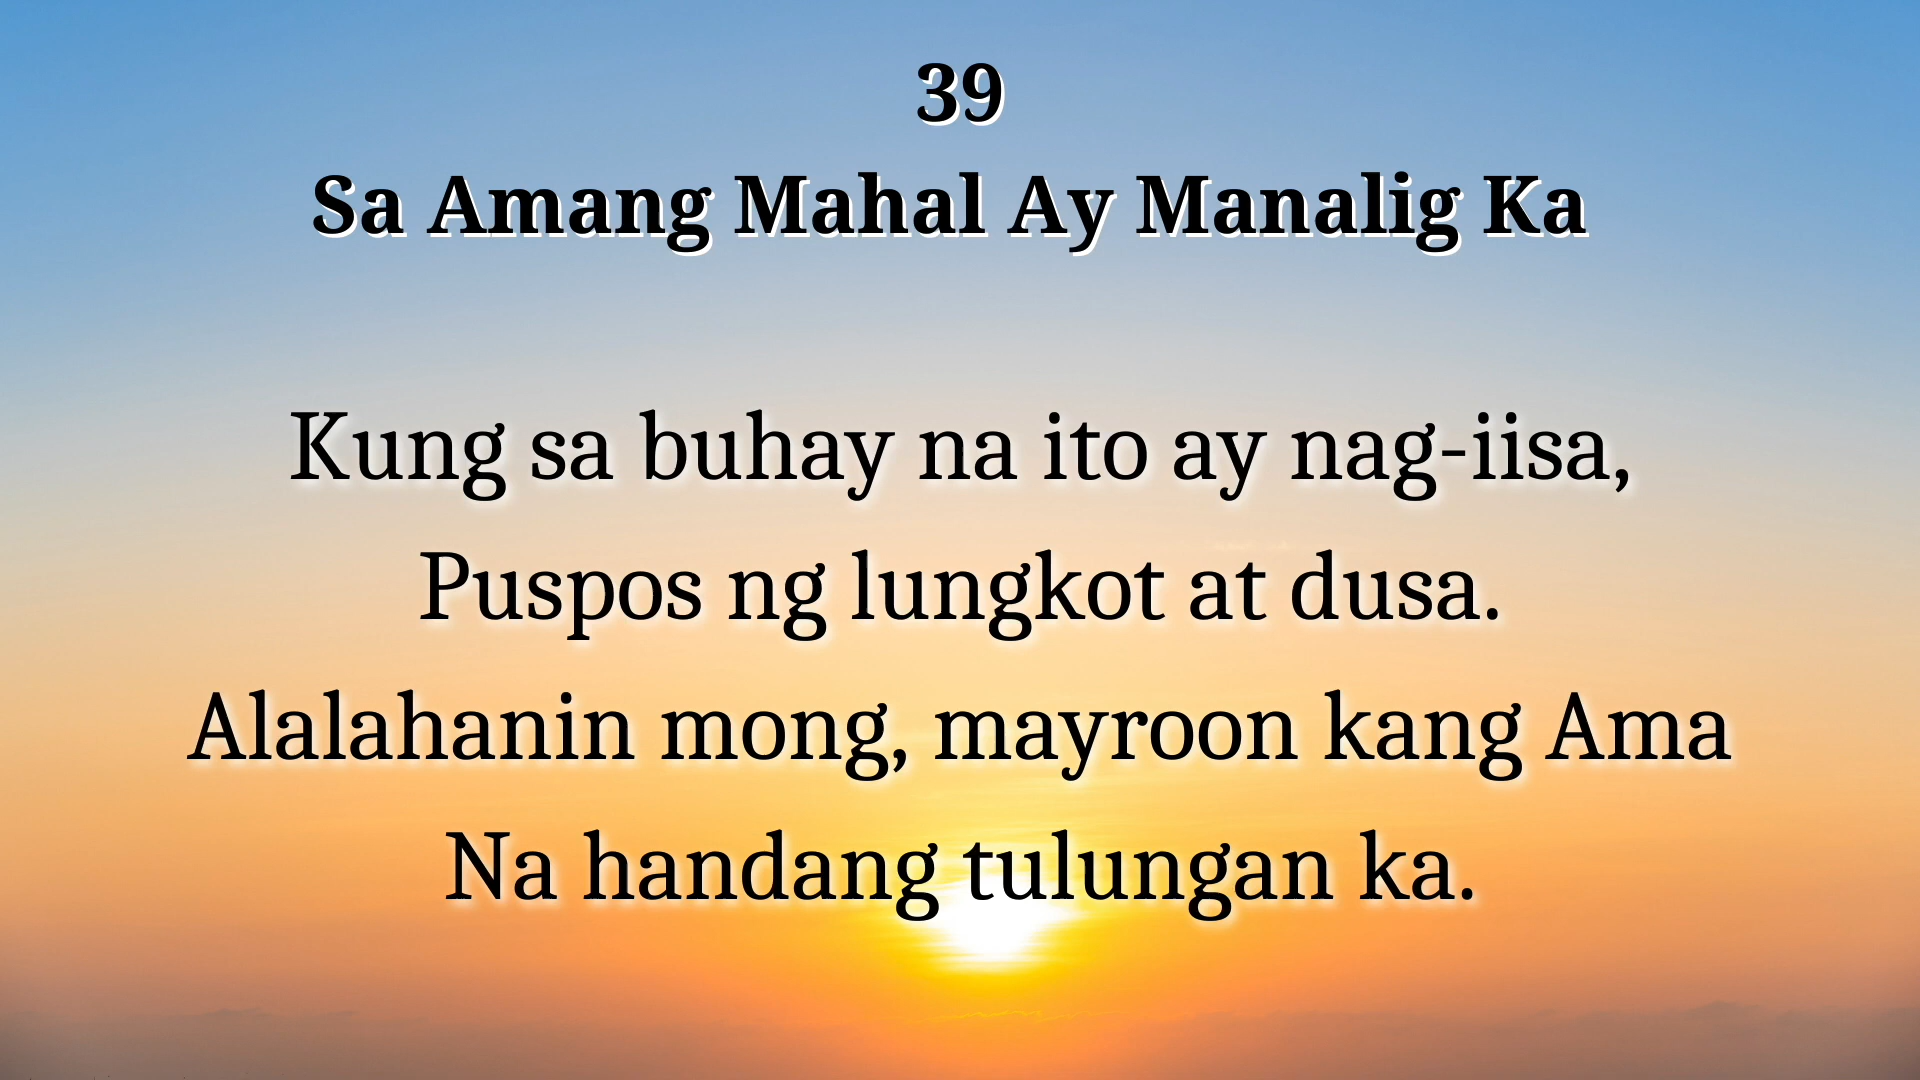 39
Sa Amang Mahal Ay Manalig Ka
Kung sa buhay na ito ay nag-iisa,
Puspos ng lungkot at dusa.
Alalahanin mong, mayroon kang Ama
Na handang tulungan ka.